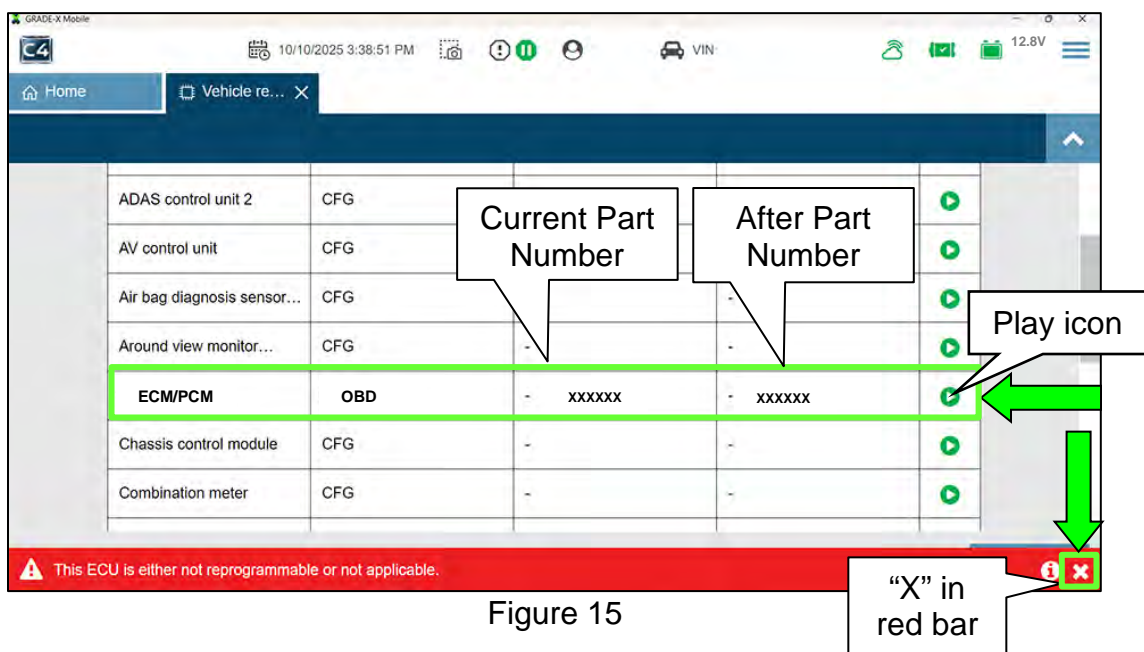 GRADE-X Mobile
C4
10/10/2025 3:38:51 PM
VIN
12.8V
Home
Vehicle re...
ADAS control unit 2 CFG
Current Part
Number
After Part
Number
AV control unit CFG
Air bag diagnosis sensor... CFG -
Play icon
Around view monitor... CFG - -
ECM/PCM OBD - xxxxxx - xxxxxx
Chassis control module CFG - -
Combination meter CFG - -
This ECU is either not reprogrammable or not applicable.
“X” in
red bar
Figure 15